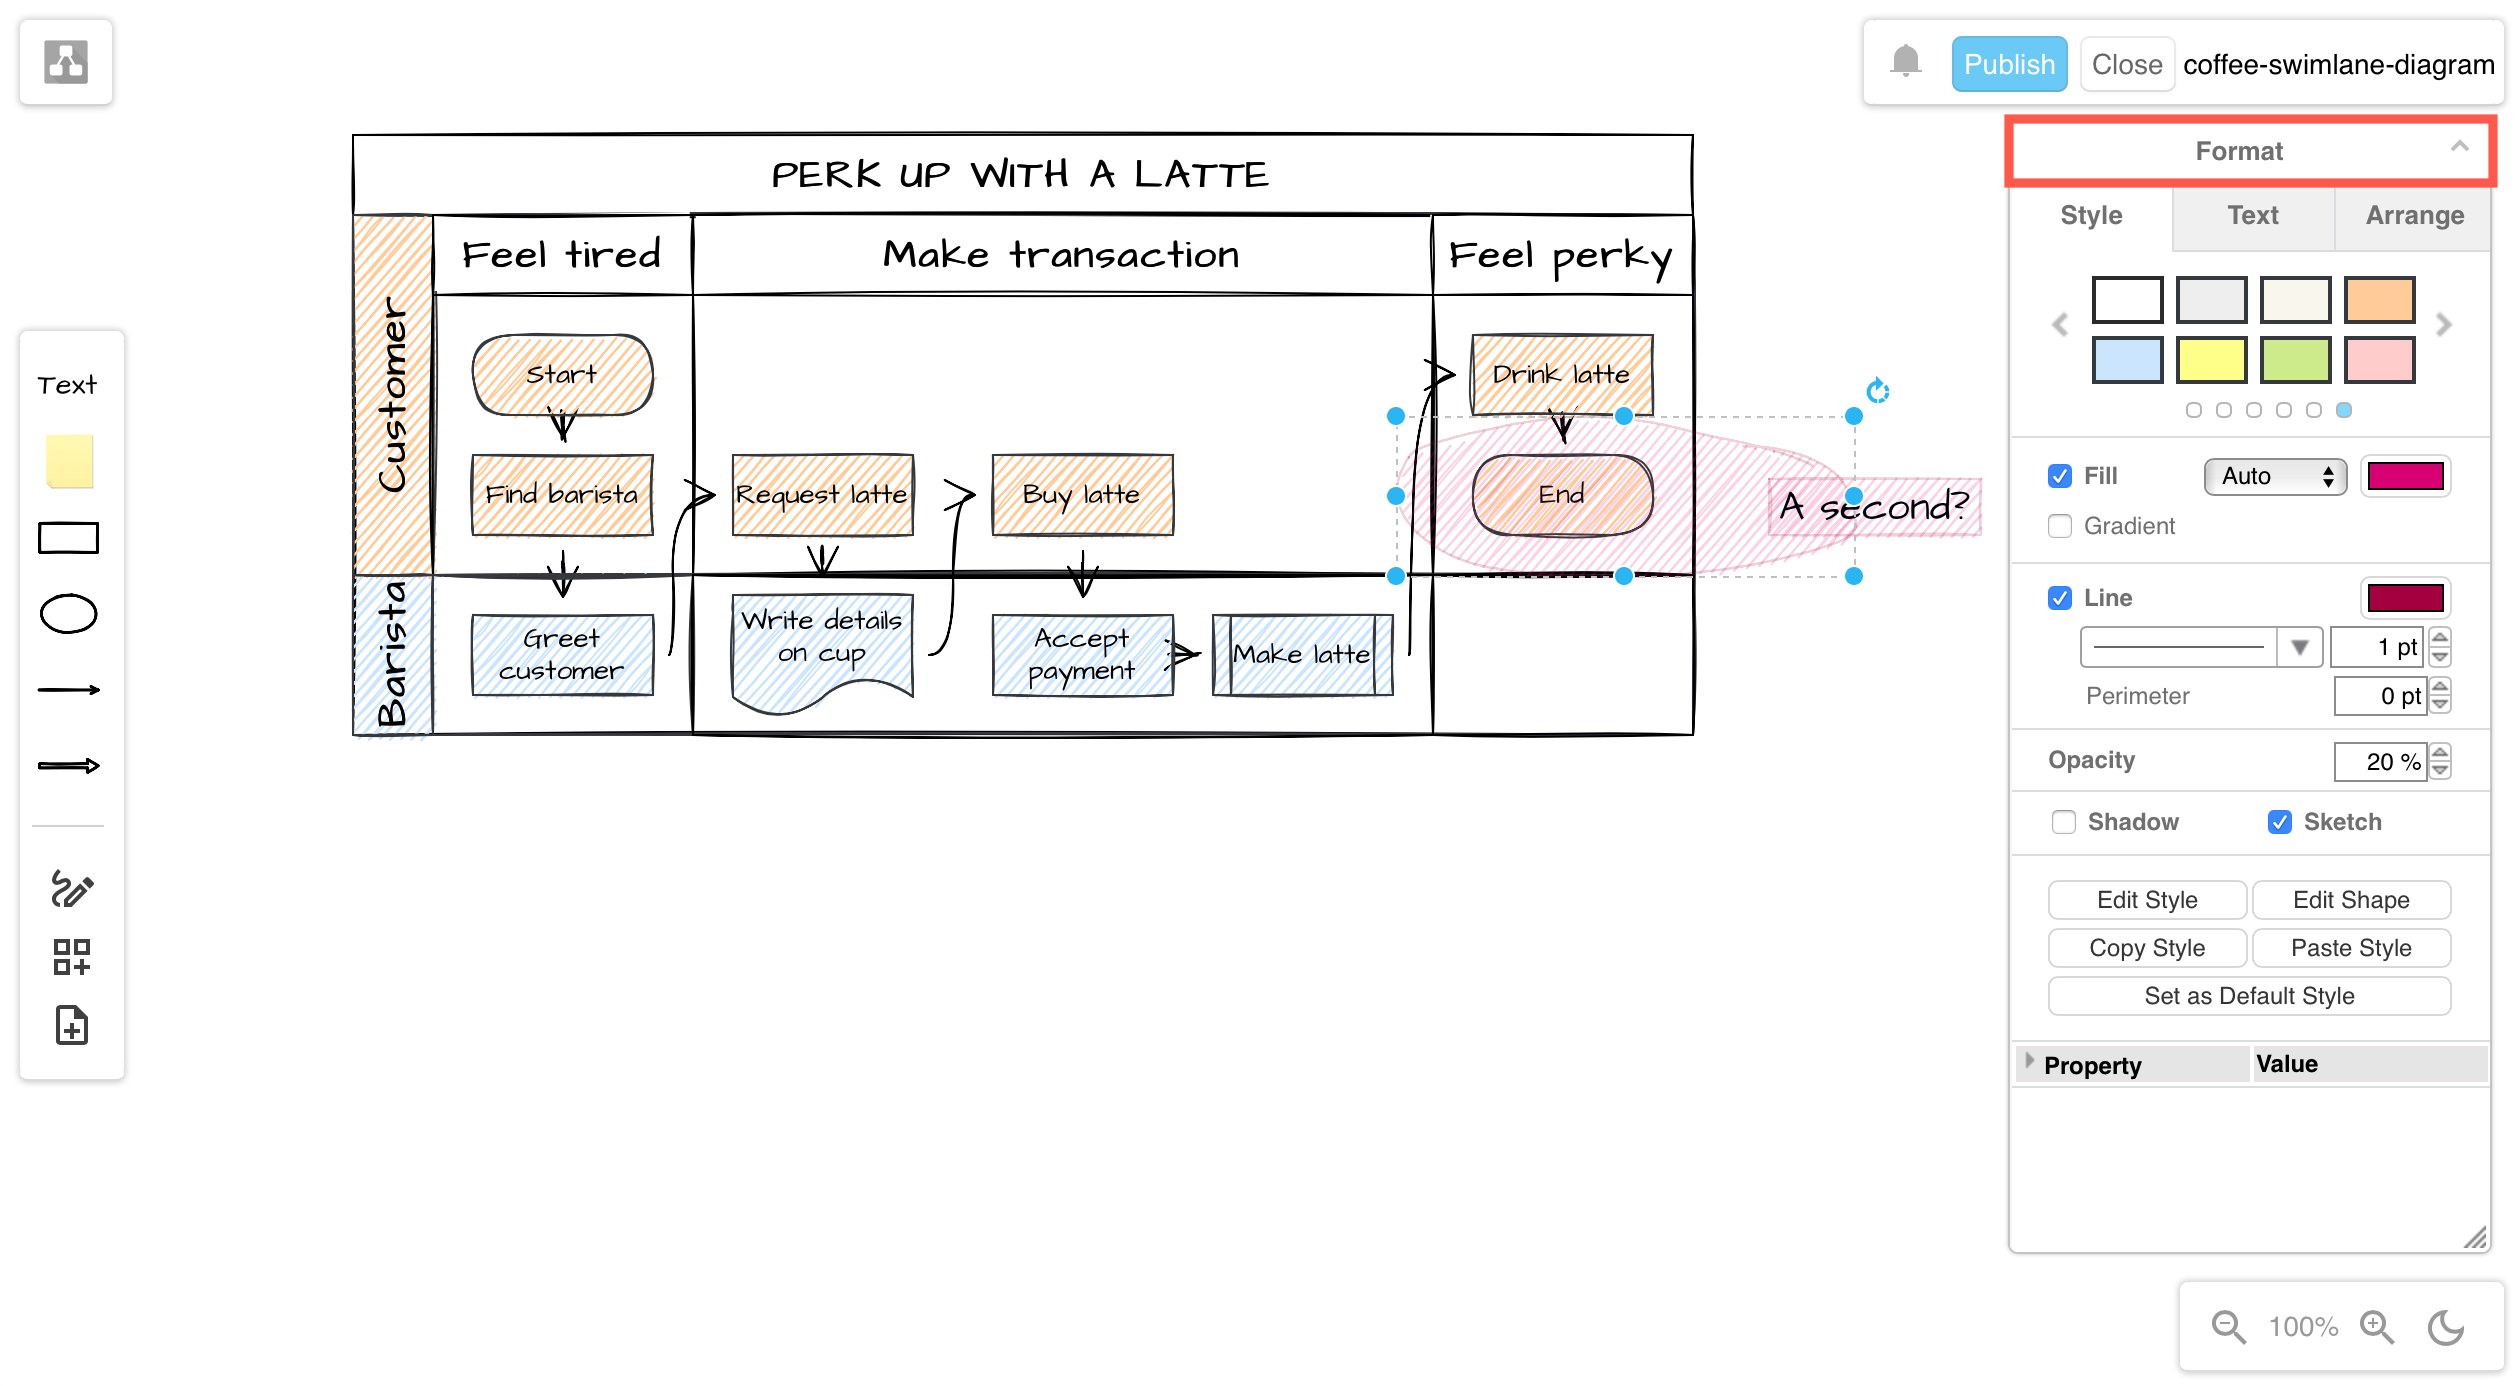 Publish
Close
coffee-swimlane-diagram
PERK UP WITH A LATTE
Customer
Feel tired
Make transaction
Feel perky
Start
Drink latte
Find barista
Request latte
Buy latte
End
A second?
Barista
Greet
customer
Write details
on cup
Accept
payment
Make latte
Text
Format
Style
Text
Arrange
Fill
Auto
Gradient
Line
1 pt
Perimeter
0 pt
Opacity
20 %
Shadow
Sketch
Edit Style
Edit Shape
Copy Style
Paste Style
Set as Default Style
Property
Value
100%